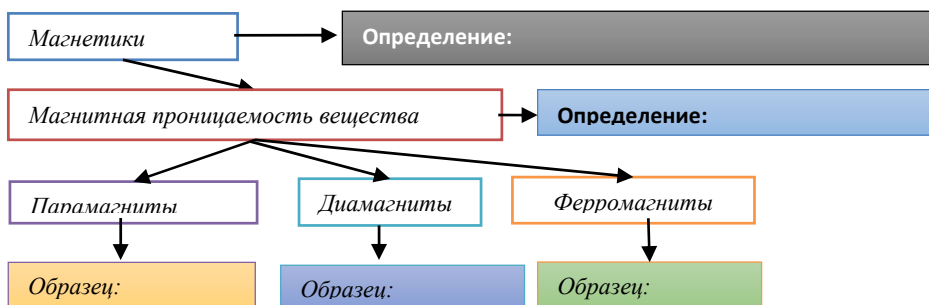 Магнетики
Определение:
Магнитная проницаемость вещества
Определение:
Парамагниты
Диамагниты
Ферромагниты
Образец:
Образец:
Образец: